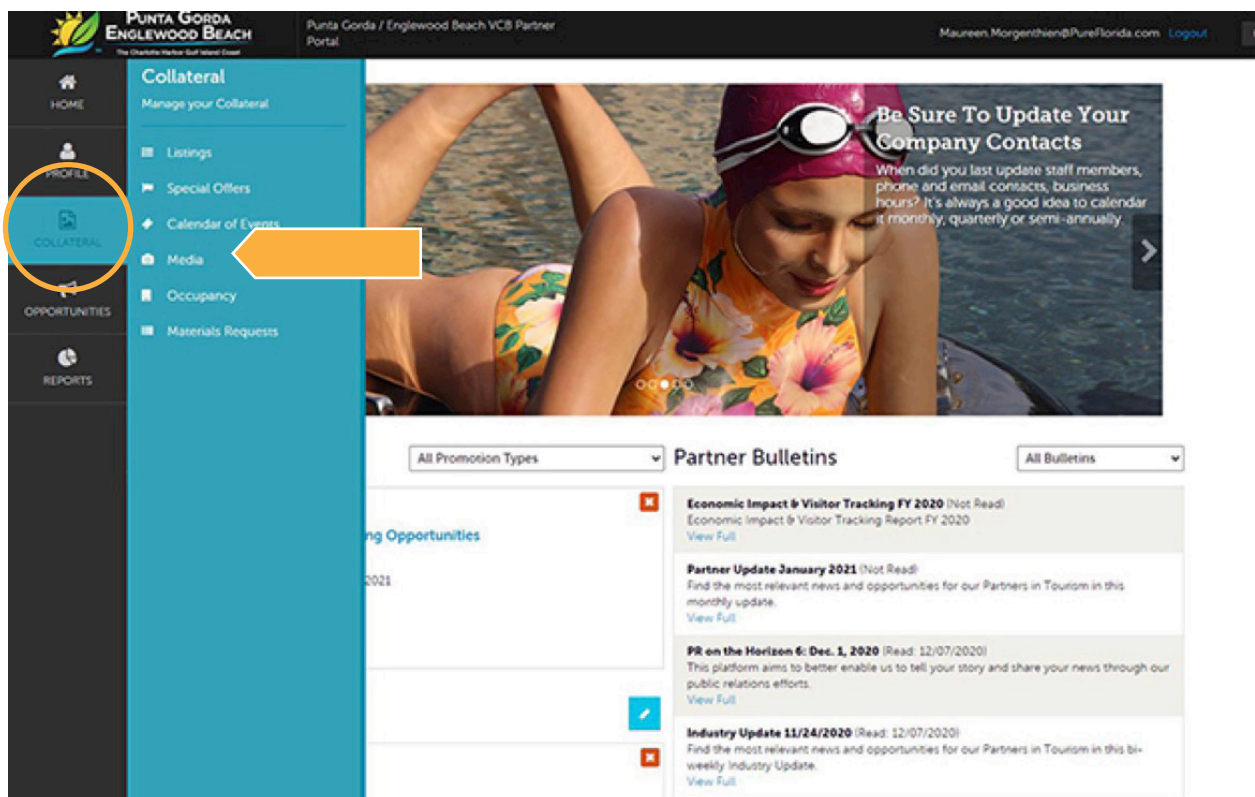 PUNTA GORDA
ENGLEWOOD BEACH
The Charlotte Harbor Gulf Island Coast
Punta Gorda / Englewood Beach VCB Partner
Portal
Maureen.Morgenthien@PureFlorida.com Logout
HOME
PROFILE
COLLATERAL
OPPORTUNITIES
REPORTS
Collateral
Manage your Collateral
Listings
Special Offers
Calendar of Events
Media
Occupancy
Materials Requests
Be Sure To Update Your
Company Contacts
When did you last update staff members,
phone and email contacts, business
hours? It's always a good idea to calendar
it monthly, quarterly or semi-annually.
All Promotion Types
ng Opportunities
2021
Partner Bulletins
All Bulletins
Economic Impact & Visitor Tracking FY 2020 (Not Read)
Economic Impact & Visitor Tracking Report FY 2020
View Full
Partner Update January 2021 (Not Read)
Find the most relevant news and opportunities for our Partners in Tourism in this
monthly update.
View Full
PR on the Horizon 6: Dec. 1, 2020 (Read: 12/07/2020)
This platform aims to better enable us to tell your story and share your news through our
public relations efforts.
View Full
Industry Update 11/24/2020 (Read: 12/07/2020)
Find the most relevant news and opportunities for our Partners in Tourism in this bi-
weekly Industry Update.
View Full